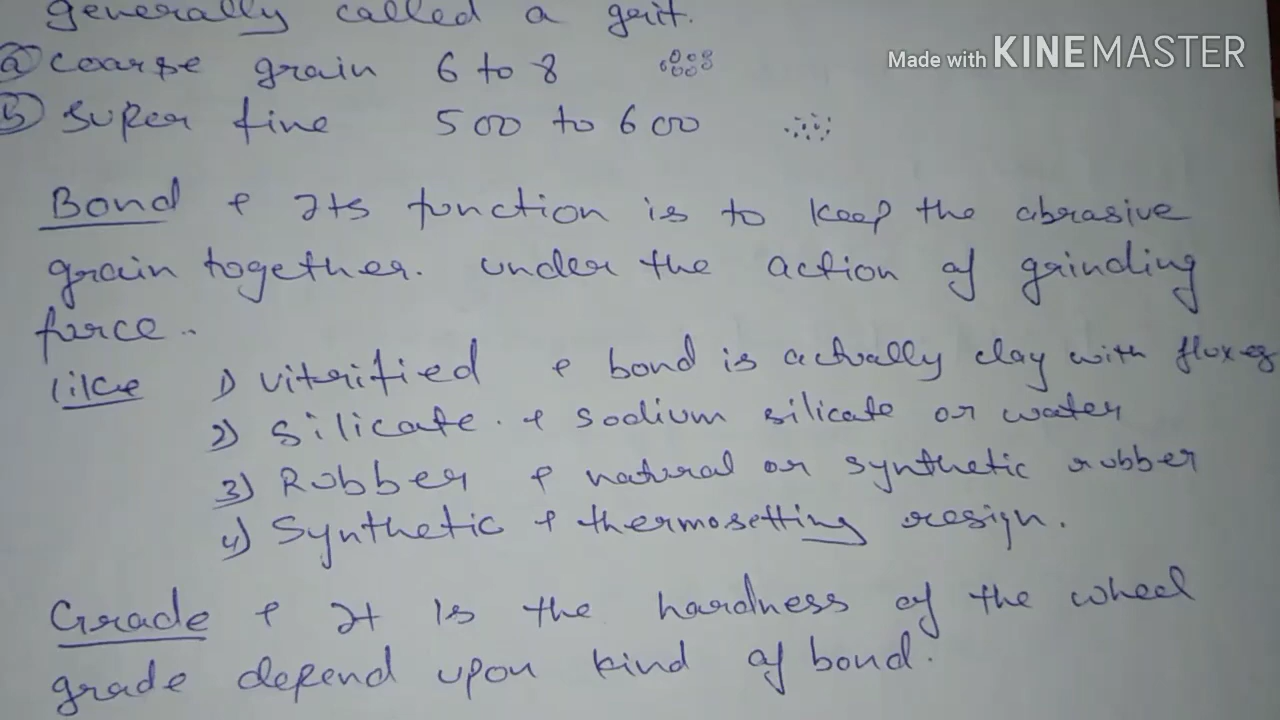 generally called a grit.
Made with KINEMASTER
a) coarse grain 6 to 8
b) super fine 500 to 600
Bond + Its function is to keep the abrasive
grain together. under the action of grinding
force..
like 1) vitrified + bond is actually clay with fluxes
2) silicate. + sodium silicate or water
3) Rubber + natural or synthetic rubber
4) synthetic + thermosetting resign.
Grade + It is the hardness of the wheel
grade depend upon kind of bond.